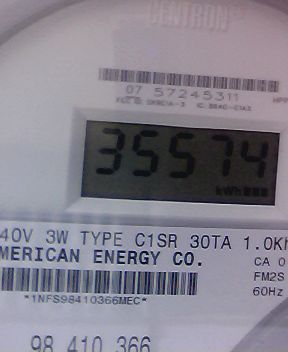 CENTRON®
07 57245311
35574
kWh
40V 3W TYPE C1SR 30TA 1.0Kh
MERICAN ENERGY CO.
CA 0
FM2S
60Hz
*1NFS98410366MEC*
98 410 366